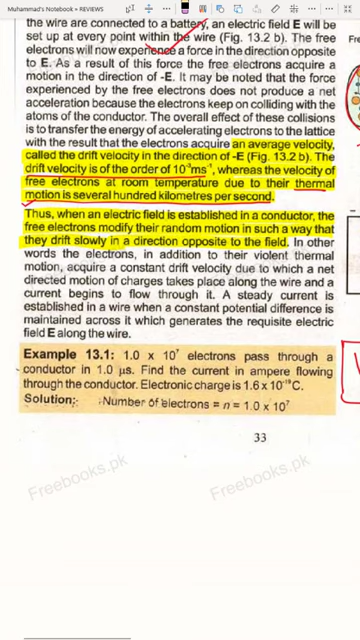 Muhammad's Notebook » REVIEWS
the wire are connected to a battery, an electric field E will be
set up at every point within the wire (Fig. 13.2 b). The free
electrons will now experience a force in the direction opposite
to E. As a result of this force the free electrons acquire a
motion in the direction of -E. It may be noted that the force
experienced by the free electrons does not produce a net
acceleration because the electrons keep on colliding with the
atoms of the conductor. The overall effect of these collisions
is to transfer the energy of accelerating electrons to the lattice
with the result that the electrons acquire an average velocity,
called the drift velocity in the direction of -E (Fig. 13.2 b). The
drift velocity is of the order of 10⁻³ms⁻¹, whereas the velocity of
free electrons at room temperature due to their thermal
motion is several hundred kilometres per second.
Thus, when an electric field is established in a conductor, the
free electrons modify their random motion in such a way that
they drift slowly in a direction opposite to the field. In other
words the electrons, in addition to their violent thermal
motion, acquire a constant drift velocity due to which a net
directed motion of charges takes place along the wire and a
current begins to flow through it. A steady current is
established in a wire when a constant potential difference is
maintained across it which generates the requisite electric
field E along the wire.
Example 13.1: 1.0 x 10⁷ electrons pass through a
conductor in 1.0 µs. Find the current in ampere flowing
through the conductor. Electronic charge is 1.6 x 10⁻¹⁹ C.
Solution: Number of electrons = n = 1.0 x 10⁷
33
Freebooks.pk
Freebooks.pk